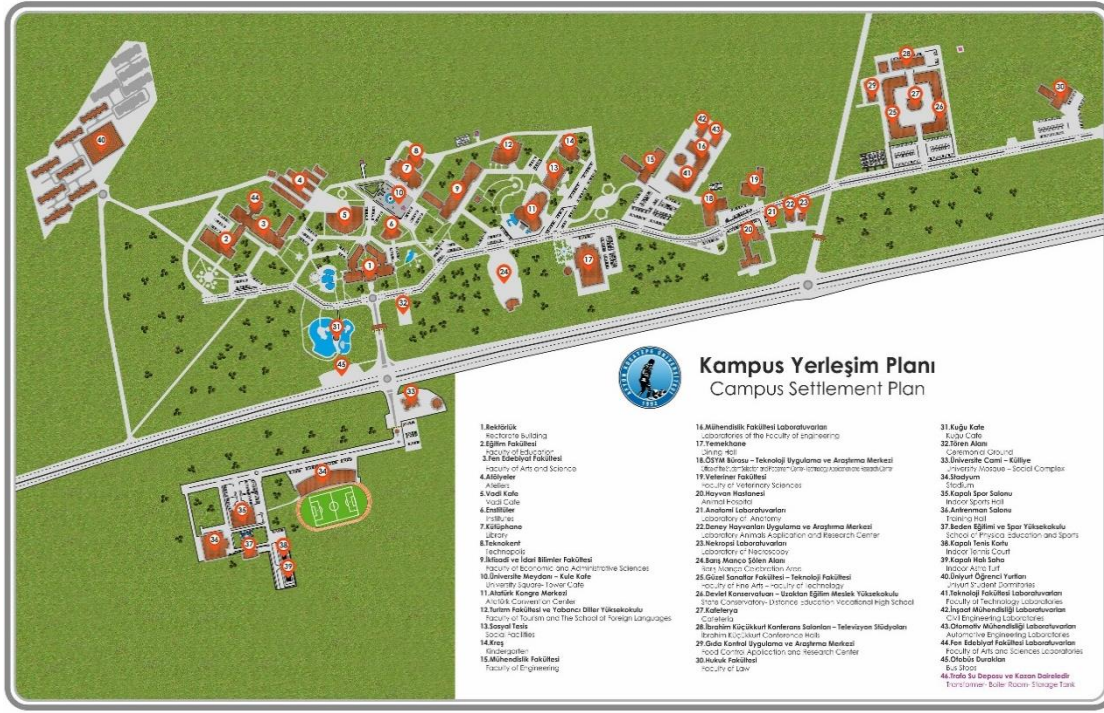 Kampus Yerleşim Planı
Campus Settlement Plan
1.Rektörlük
Rectorate Building
2.Eğitim Fakültesi
Faculty of Education
3.Fen Edebiyat Fakültesi
Faculty of Arts and Science
4.Atölyeler
Ateliers
5.Vadi Kafe
Vadi Cafe
6.Enstitüler
Institutes
7.Kütüphane
Library
8.Teknokent
Technopolis
9.İktisadi ve İdari Bilimler Fakültesi
Faculty of Economic and Administrative Sciences
10.Üniversite Meydanı – Kule Kafe
University Square- Tower Cafe
11.Atatürk Kongre Merkezi
Atatürk Convention Center
12.Turizm Fakültesi ve Yabancı Diller Yüksekokulu
Faculty of Tourism and The School of Foreign Languages
13.Sosyal Tesis
Social Facilities
14.Kreş
Kindergarten
15.Mühendislik Fakültesi
Faculty of Engineering
16.Mühendislik Fakültesi Laboratuvarları
Laboratories of the Faculty of Engineering
17.Yemekhane
Dining Hall
18.ÖSYM Bürosu – Teknoloji Uygulama ve Araştırma Merkezi
19.Veteriner Fakültesi
Faculty of Veterinary Sciences
20.Hayvan Hastanesi
Animal Hospital
21.Anatomi Laboratuvarları
Laboratory of Anatomy
22.Deney Hayvanları Uygulama ve Araştırma Merkezi
Laboratory Animals Application and Research Center
23.Nekropsi Laboratuvarları
Laboratory of Necroscopy
24.Barış Manço Şölen Alanı
Barış Manço Celebration Area
25.Güzel Sanatlar Fakültesi – Teknoloji Fakültesi
Faculty of Fine Arts – Faculty of Technology
26.Devlet Konservatuarı – Uzaktan Eğitim Meslek Yüksekokulu
State Conservatory- Distance Education Vocational High School
27.Kafeterya
Cafeteria
28.İbrahim Küçükkurt Konferans Salonları – Televizyon Stüdyoları
İbrahim Küçükkurt Conference Halls
29.Gıda Kontrol Uygulama ve Araştırma Merkezi
Food Control Application and Research Center
30.Hukuk Fakültesi
Faculty of Law
31.Kuğu Kafe
Kuğu Cafe
32.Tören Alanı
Ceremonial Ground
33.Üniversite Cami – Külliye
University Mosque – Social Complex
34.Stadyum
Stadium
35.Kapalı Spor Salonu
Indoor Sports Hall
36.Antrenman Salonu
Training Hall
37.Beden Eğitimi ve Spor Yüksekokulu
School of Physical Education and Sports
38.Kapalı Tenis Kortu
Indoor Tennis Court
39.Kapalı Halı Saha
Indoor Astro Turf
40.Üniyurt Öğrenci Yurtları
Uniyurt Student Dormitories
41.Teknoloji Fakültesi Laboratuvarları
Faculty of Technology Laboratories
42.İnşaat Mühendisliği Laboratuvarları
Civil Engineering Laboratories
43.Otomotiv Mühendisliği Laboratuvarları
Automotive Engineering Laboratories
44.Fen Edebiyat Fakültesi Laboratuvarları
Faculty of Arts and Sciences Laboratories
45.Otobüs Durakları
Bus Stops
46.Trafo Su Deposu ve Kazan Daireledir
Transformer- Boiler Room- Storage Tank